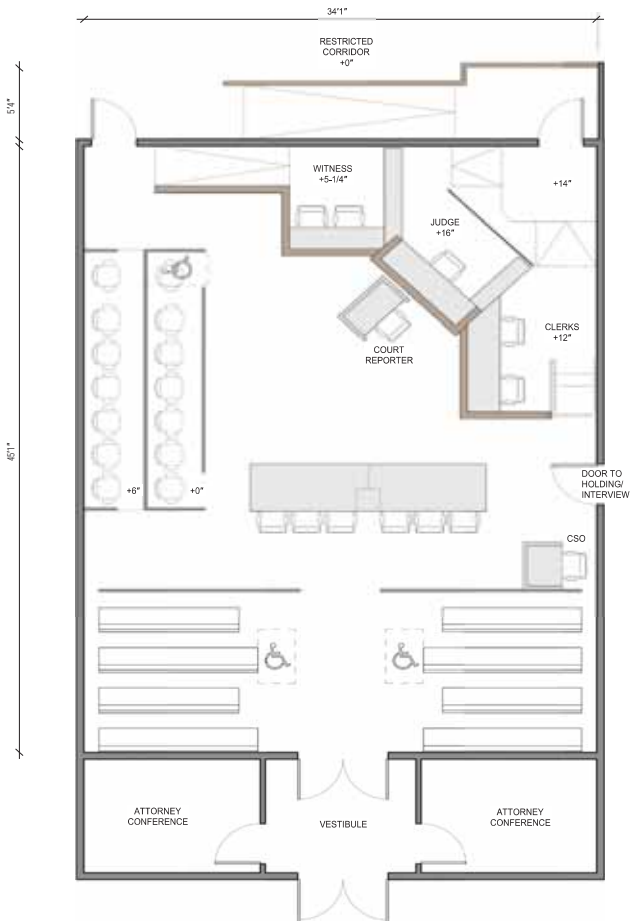 34'1"
RESTRICTED
CORRIDOR
+0"
5'4"
WITNESS
+5-1/4"
+14"
JUDGE
+16"
CLERKS
+12"
COURT
REPORTER
45'1"
+6"
+0"
DOOR TO
HOLDING/
INTERVIEW
CSO
ATTORNEY
CONFERENCE
VESTIBULE
ATTORNEY
CONFERENCE